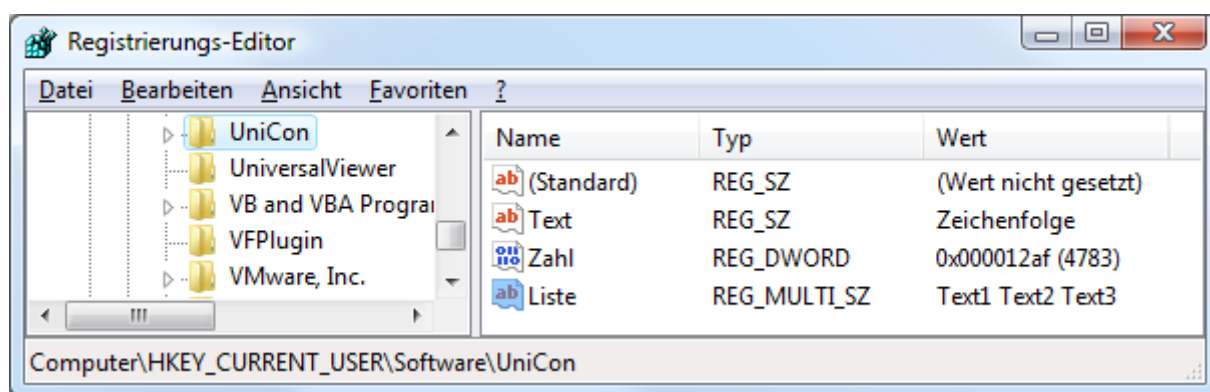 Registrierungs-Editor
Datei Bearbeiten Ansicht Favoriten ?
UniCon
UniversalViewer
VB and VBA Prograi
VFPlugin
VMware, Inc.
Name Typ Wert
(Standard) REG_SZ (Wert nicht gesetzt)
Text REG_SZ Zeichenfolge
Zahl REG_DWORD 0x000012af (4783)
Liste REG_MULTI_SZ Text1 Text2 Text3
Computer\HKEY_CURRENT_USER\Software\UniCon